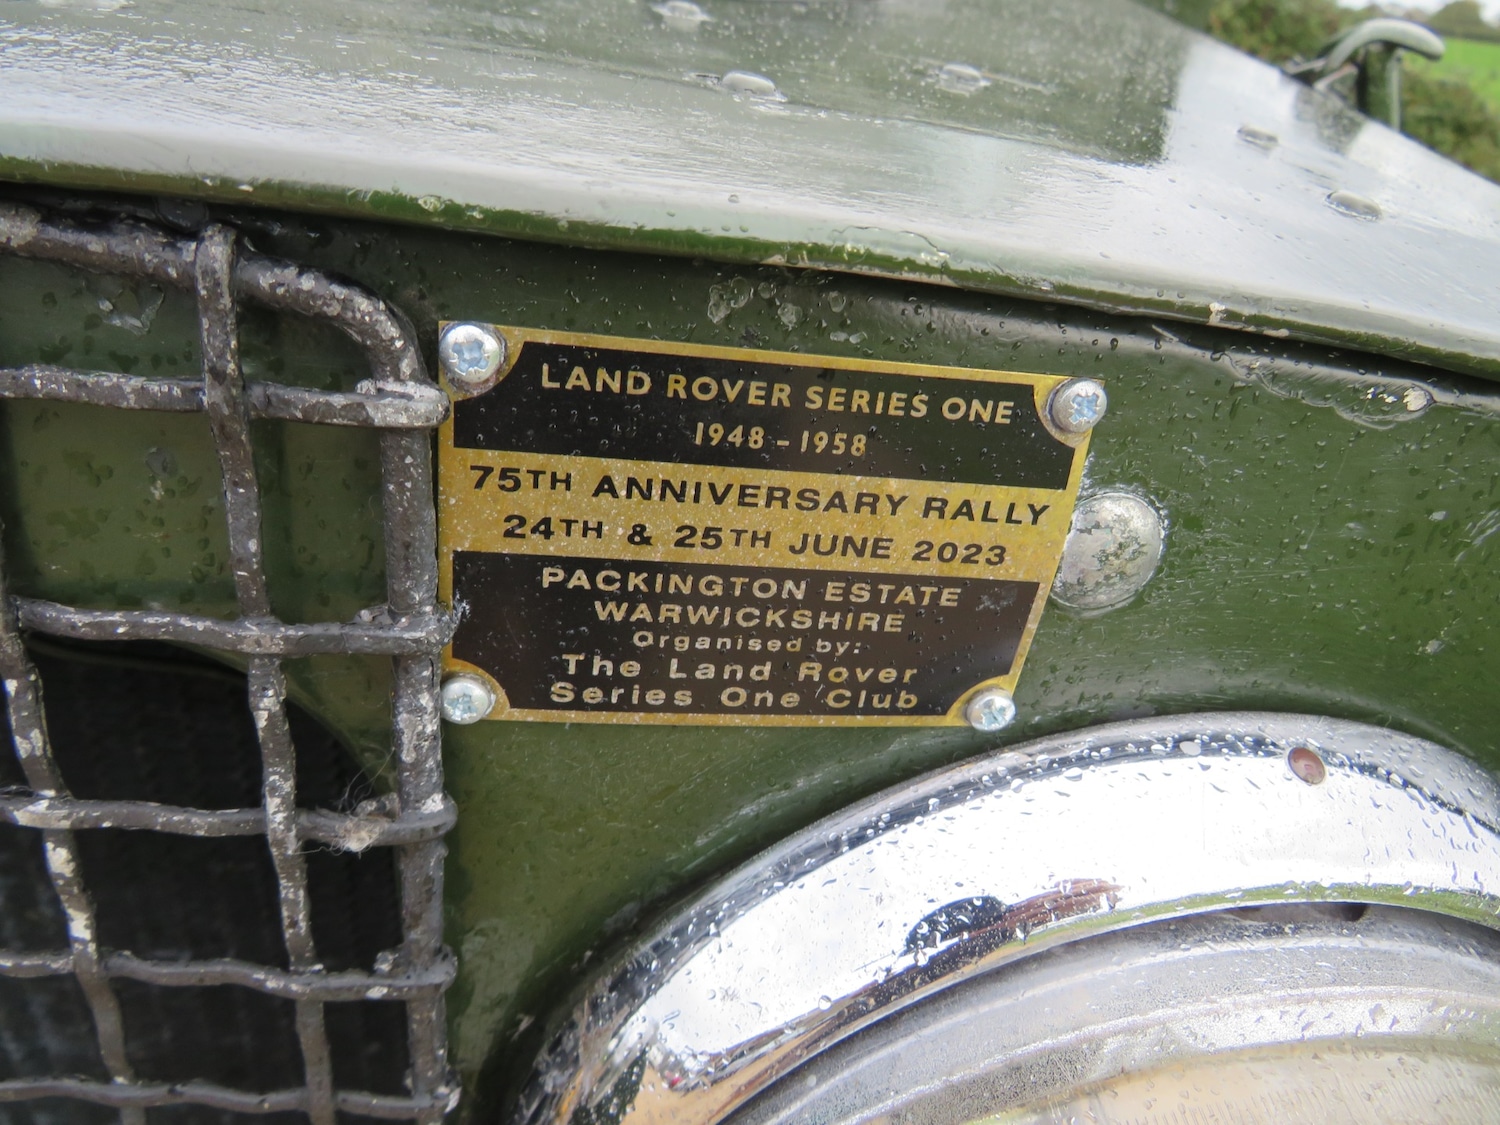 LAND ROVER SERIES ONE
1948 - 1958
75TH ANNIVERSARY RALLY
24TH & 25TH JUNE 2023
PACKINGTON ESTATE
WARWICKSHIRE
Organised by:
The Land Rover
Series One Club